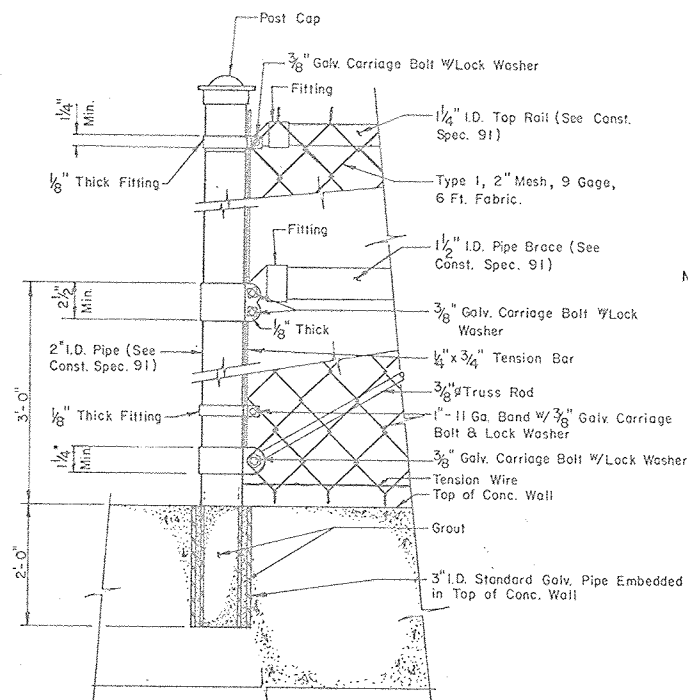 Post Cap
3/8" Galv. Carriage Bolt W/Lock Washer
Fitting
1 1/4" Min.
1 1/4" I.D. Top Rail (See Const.
Spec. 91)
1/8" Thick Fitting
Type 1, 2" Mesh, 9 Gage,
6 Ft. Fabric.
Fitting
1 1/2" I.D. Pipe Brace (See
Const. Spec. 91)
2 1/2" Min.
3/8" Galv. Carriage Bolt W/Lock
Washer
1/8" Thick
2" I.D. Pipe (See
Const. Spec. 91)
1/4" x 3/4" Tension Bar
3/8" ø Truss Rod
3'-0"
1/8" Thick Fitting
1"-11 Ga. Band W/ 3/8" Galv. Carriage
Bolt & Lock Washer
1 1/4" Min.
3/8" Galv. Carriage Bolt W/Lock Washer
Tension Wire
Top of Conc. Wall
Grout
2'-0"
3" I.D. Standard Galv. Pipe Embedded
in Top of Conc. Wall